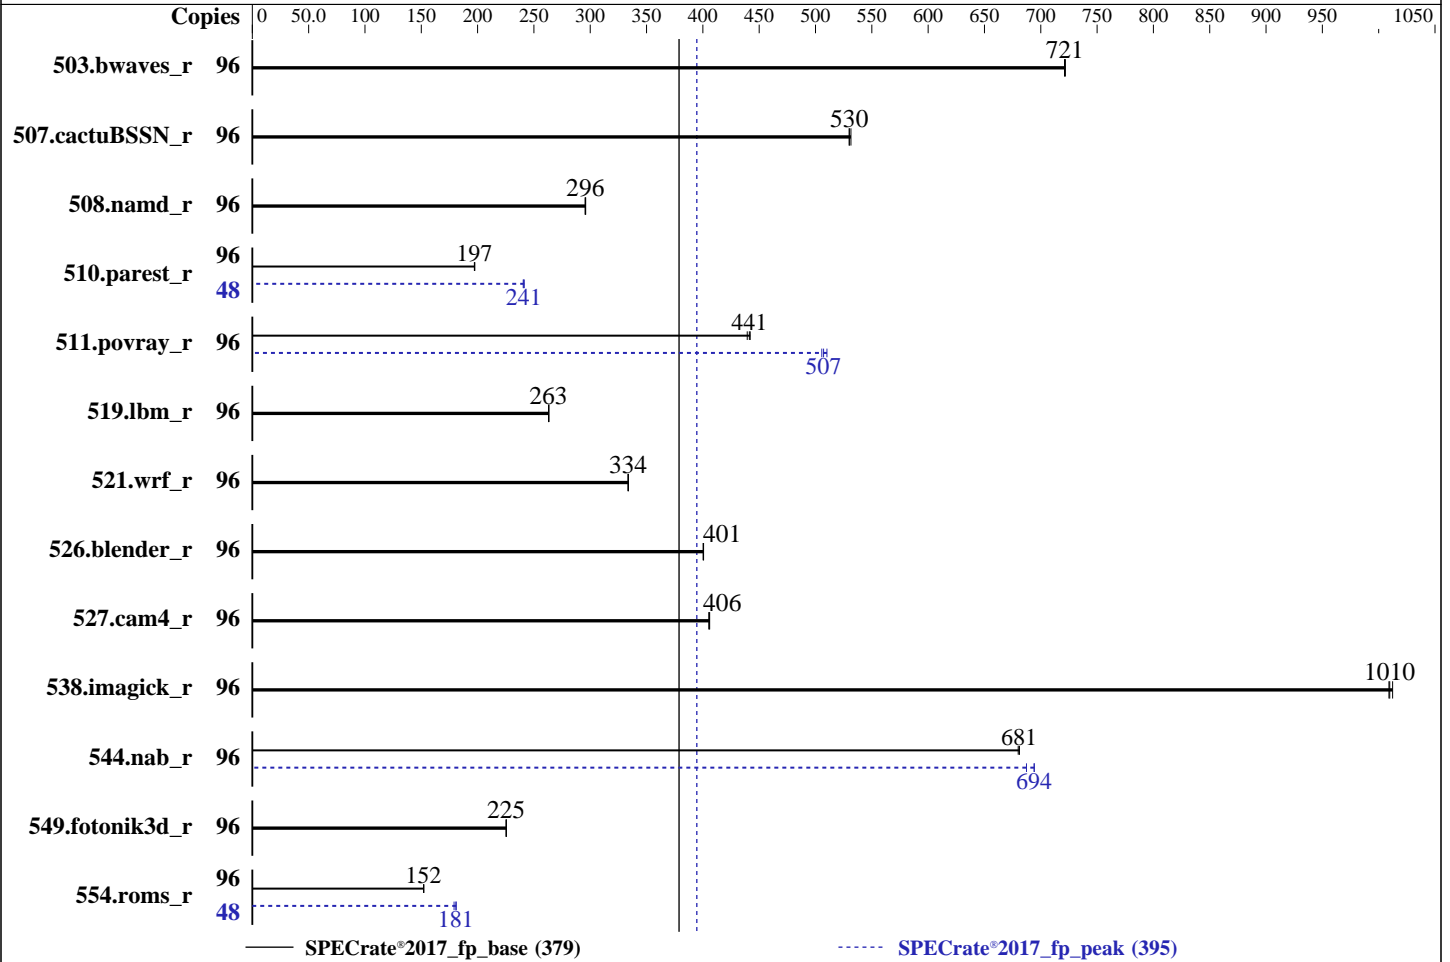 Copies 0 50.0 100 150 200 250 300 350 400 450 500 550 600 650 700 750 800 850 900 950 1050
503.bwaves_r 96 721
507.cactuBSSN_r 96 530
508.namd_r 96 296
510.parest_r 96 197
48 241
511.povray_r 96 441
507
519.lbm_r 96 263
521.wrf_r 96 334
526.blender_r 96 401
527.cam4_r 96 406
538.imagick_r 96 1010
544.nab_r 96 681
694
549.fotonik3d_r 96 225
554.roms_r 96 152
48 181
SPECrate®2017_fp_base (379) SPECrate®2017_fp_peak (395)